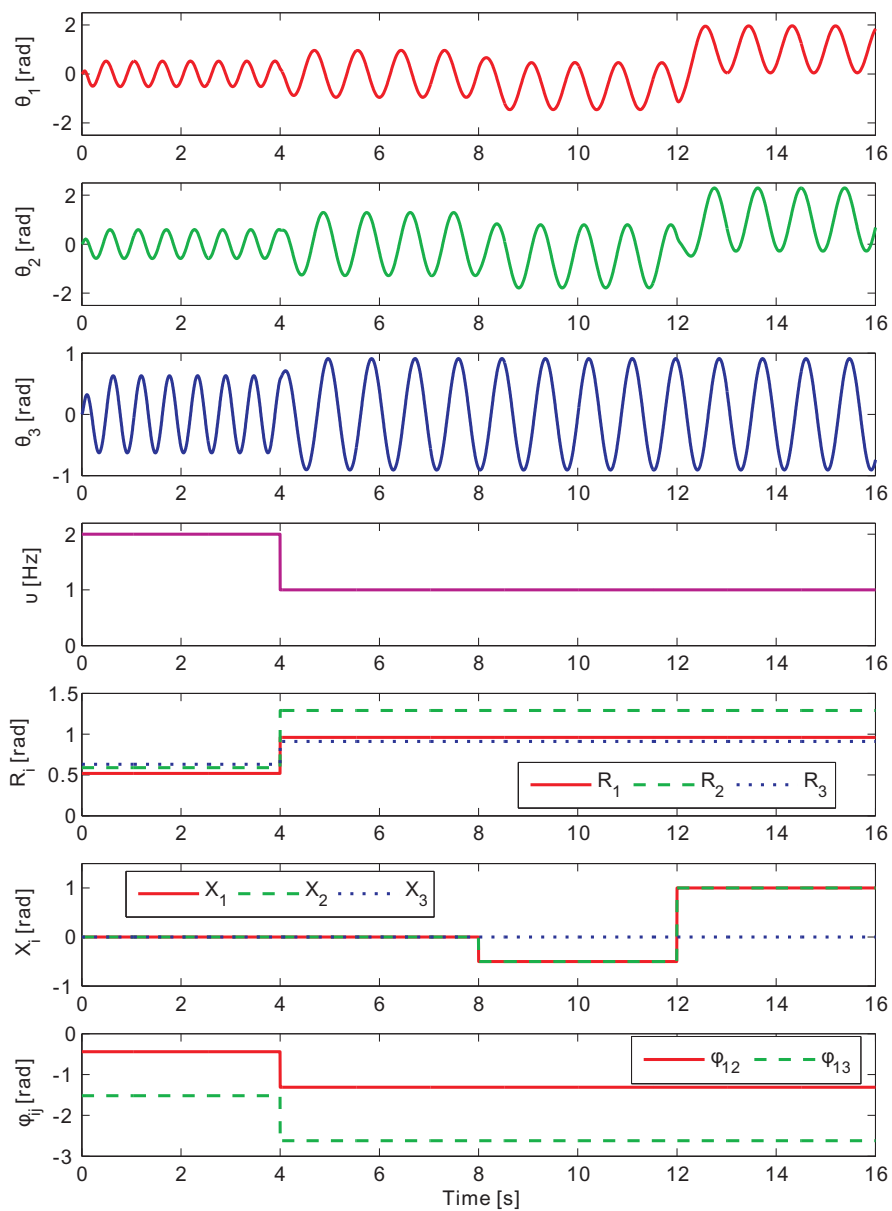 2
0
-2
θ1 [rad]
0 2 4 6 8 10 12 14 16
2
0
-2
θ2 [rad]
0 2 4 6 8 10 12 14 16
1
0
-1
θ3 [rad]
0 2 4 6 8 10 12 14 16
2
1
0
υ [Hz]
0 2 4 6 8 10 12 14 16
1.5
1
0.5
0
Ri [rad]
R1 R2 R3
0 2 4 6 8 10 12 14 16
1
0
-1
Xi [rad]
X1 X2 X3
0 2 4 6 8 10 12 14 16
0
-1
-2
-3
φij [rad]
φ12 φ13
0 2 4 6 8 10 12 14 16
Time [s]